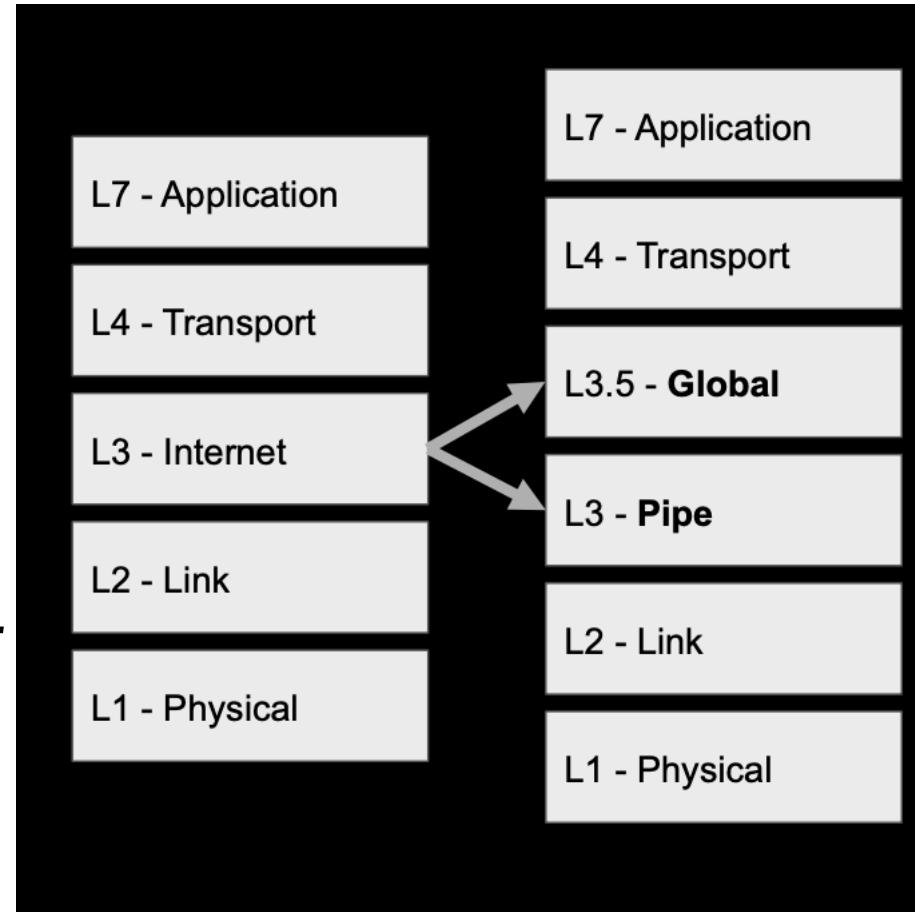 L7 - Application
L4 - Transport
L3 - Internet
L2 - Link
L1 - Physical
L7 - Application
L4 - Transport
L3.5 - Global
L3 - Pipe
L2 - Link
L1 - Physical